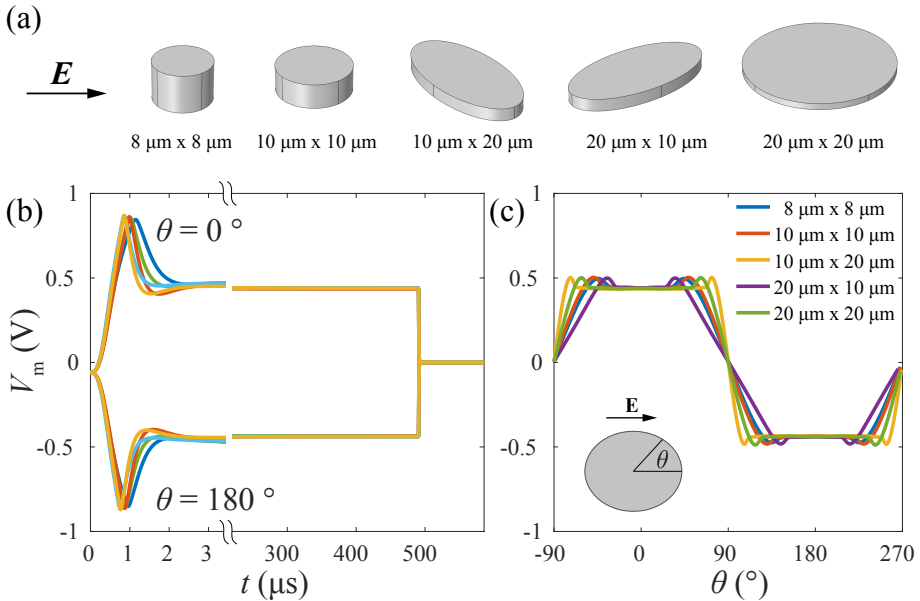 (a)
E
8 μm x 8 μm
10 μm x 10 μm
10 μm x 20 μm
20 μm x 10 μm
20 μm x 20 μm
(b)
1
0.5
0
-0.5
-1
V_m (V)
θ = 0 °
θ = 180 °
0 1 2 3 300 400 500
t (μs)
(c)
8 μm x 8 μm
10 μm x 10 μm
10 μm x 20 μm
20 μm x 10 μm
20 μm x 20 μm
1
0.5
0
-0.5
-1
E
θ
-90 0 90 180 270
θ (°)